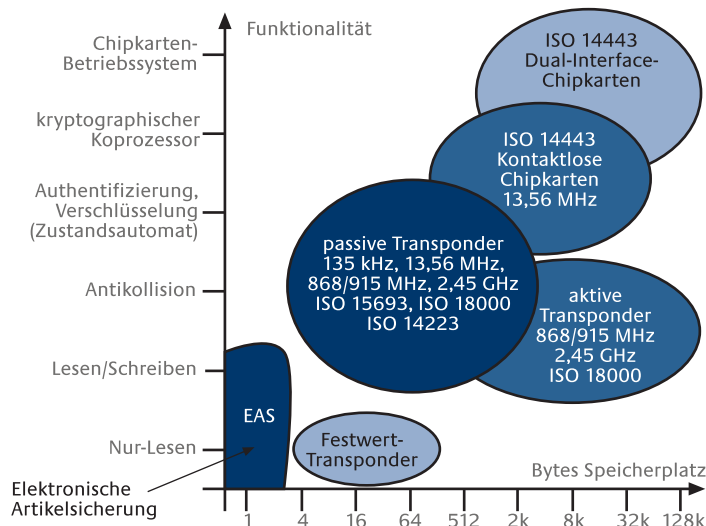 Funktionalität
Chipkarten-
Betriebssystem
kryptographischer
Koprozessor
Authentifizierung,
Verschlüsselung
(Zustandsautomat)
Antikollision
Lesen/Schreiben
Nur-Lesen
Elektronische
Artikelsicherung
ISO 14443
Dual-Interface-
Chipkarten
ISO 14443
Kontaktlose
Chipkarten
13,56 MHz
passive Transponder
135 kHz, 13,56 MHz,
868/915 MHz, 2,45 GHz
ISO 15693, ISO 18000
ISO 14223
aktive
Transponder
868/915 MHz
2,45 GHz
ISO 18000
EAS
Festwert-
Transponder
Bytes Speicherplatz
1 4 16 64 512 2k 8k 32k 128k